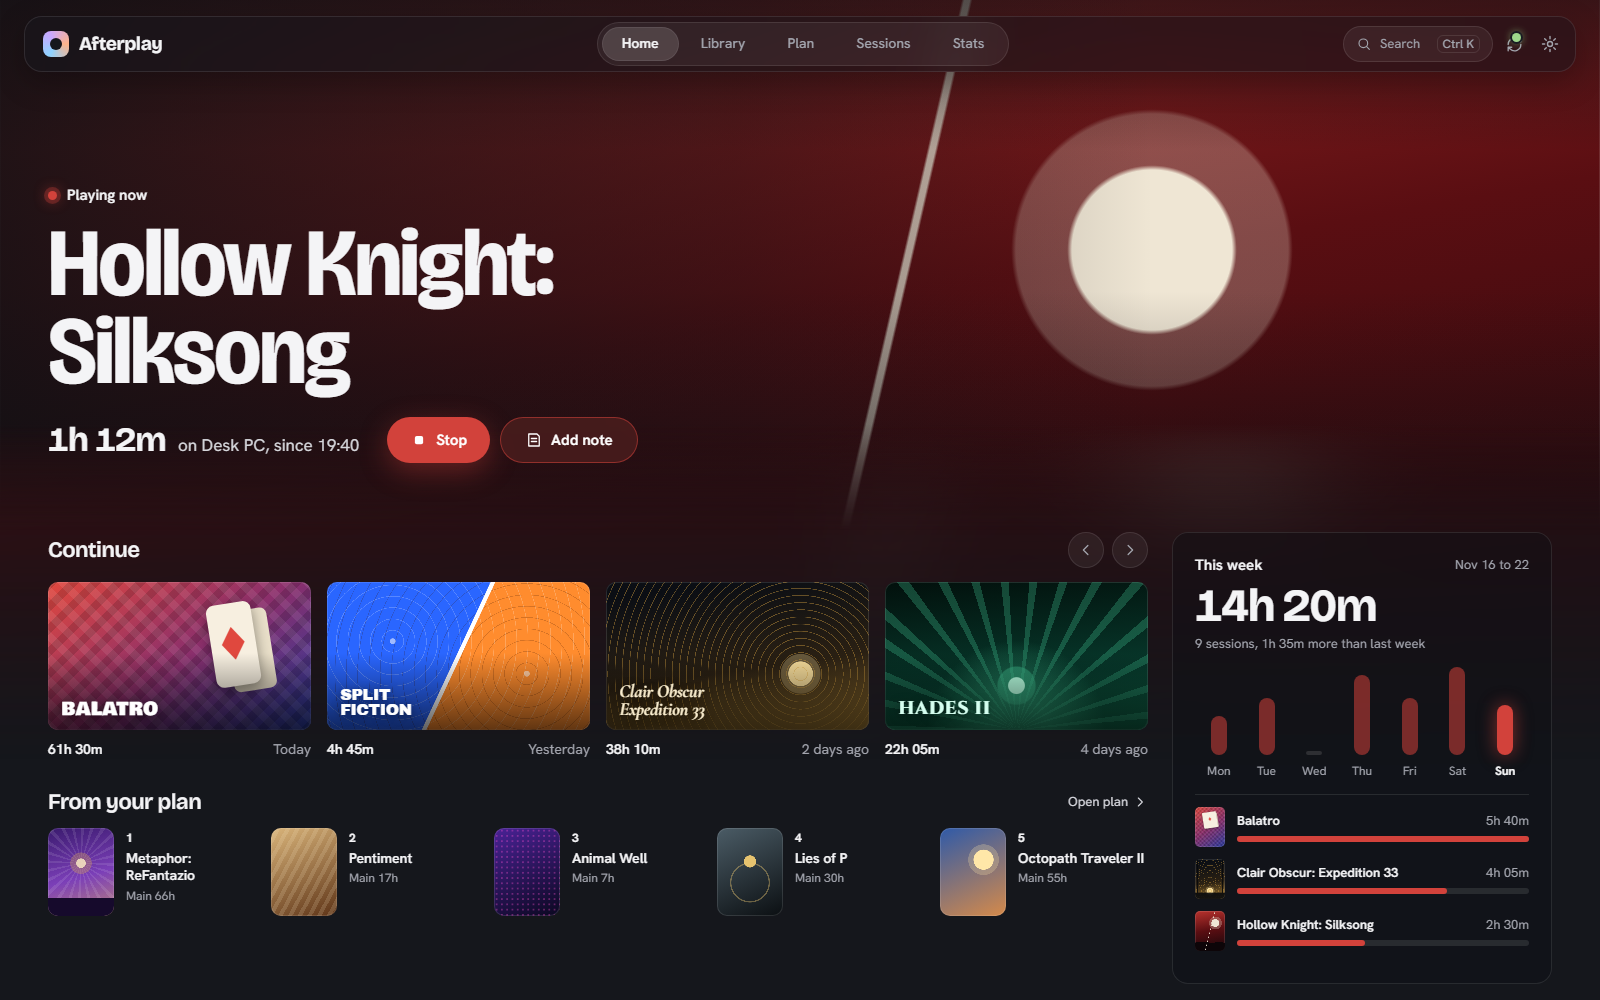 Afterplay
Home
Library
Plan
Sessions
Stats
Search
Ctrl K
Playing now
Hollow Knight:
Silksong
1h 12m on Desk PC, since 19:40
Stop
Add note
Continue
BALATRO
61h 30m
Today
SPLIT
FICTION
4h 45m
Yesterday
Clair Obscur
Expedition 33
38h 10m
2 days ago
HADES II
22h 05m
4 days ago
From your plan
Open plan
1
Metaphor:
ReFantazio
Main 66h
2
Pentiment
Main 17h
3
Animal Well
Main 7h
4
Lies of P
Main 30h
5
Octopath Traveler II
Main 55h
This week
Nov 16 to 22
14h 20m
9 sessions, 1h 35m more than last week
Mon
Tue
Wed
Thu
Fri
Sat
Sun
Balatro
5h 40m
Clair Obscur: Expedition 33
4h 05m
Hollow Knight: Silksong
2h 30m